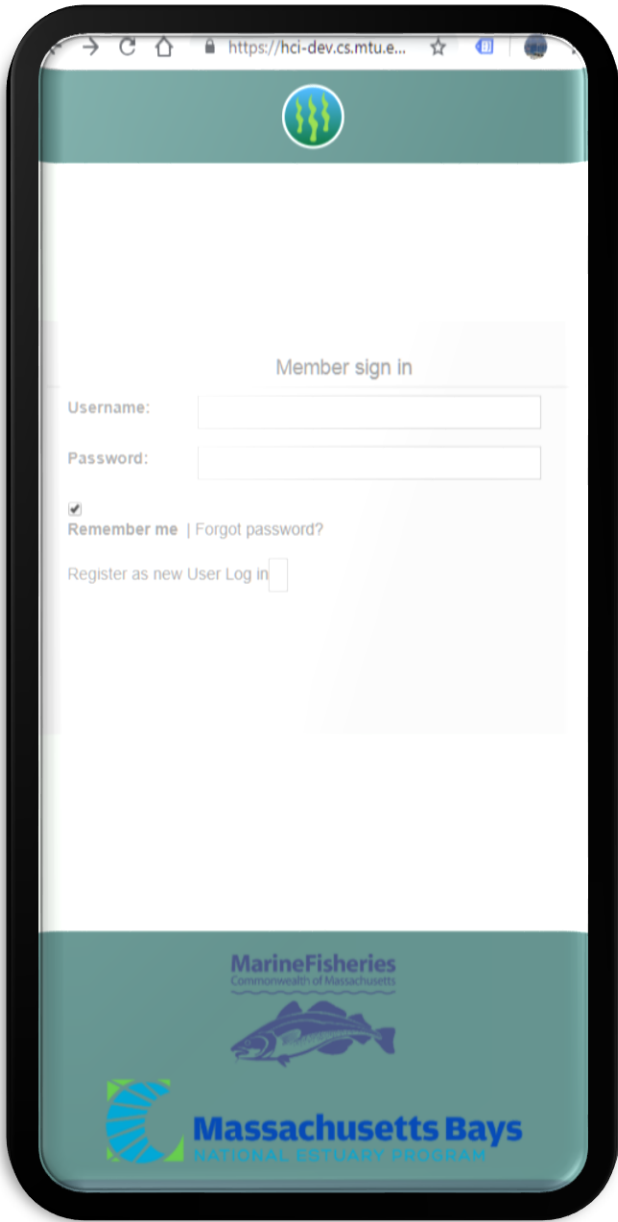 https://hci-dev.cs.mtu.e...
Member sign in
Username:
Password:
Remember me | Forgot password?
Register as new User Log in
MarineFisheries
Commonwealth of Massachusetts
Massachusetts Bays
NATIONAL ESTUARY PROGRAM